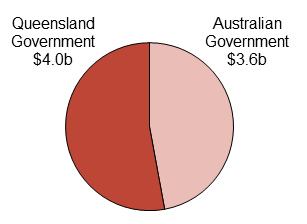 Queensland
Government
$4.0b
Australian
Government
$3.6b